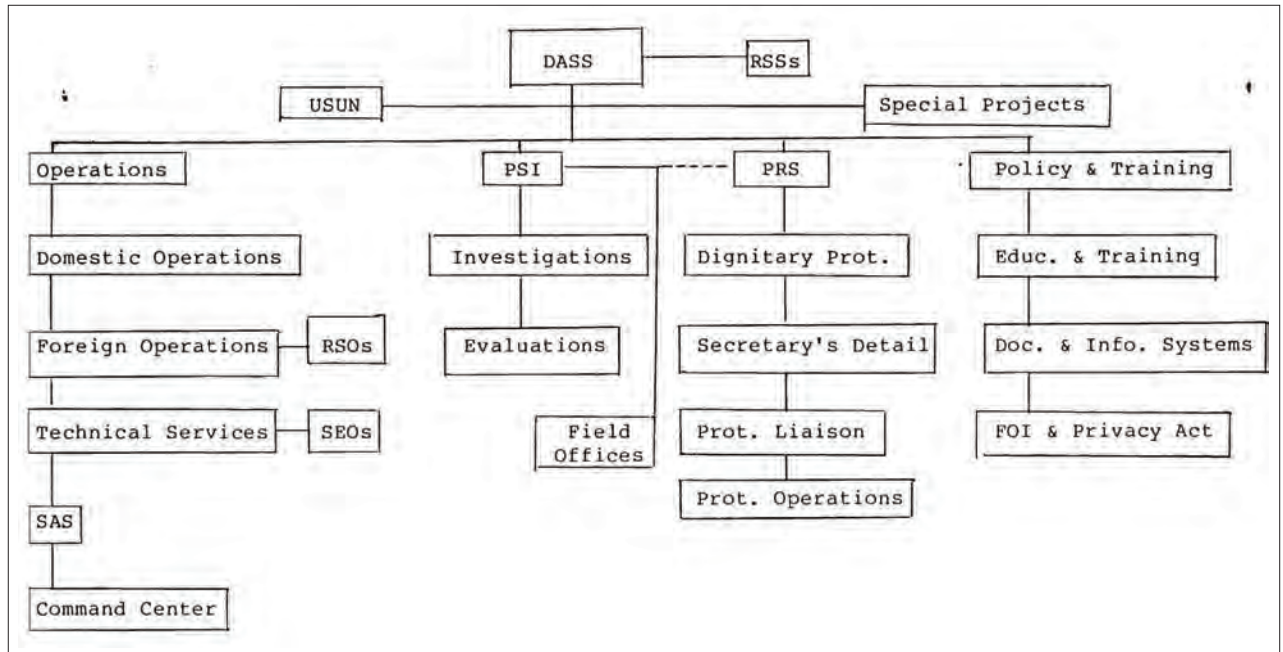 DASS
RSSs
USUN
Special Projects
Operations
PSI
PRS
Policy & Training
Domestic Operations
Investigations
Dignitary Prot.
Educ. & Training
Foreign Operations
RSOs
Evaluations
Secretary's Detail
Doc. & Info. Systems
Technical Services
SEOs
Field
Offices
Prot. Liaison
FOI & Privacy Act
Prot. Operations
SAS
Command Center